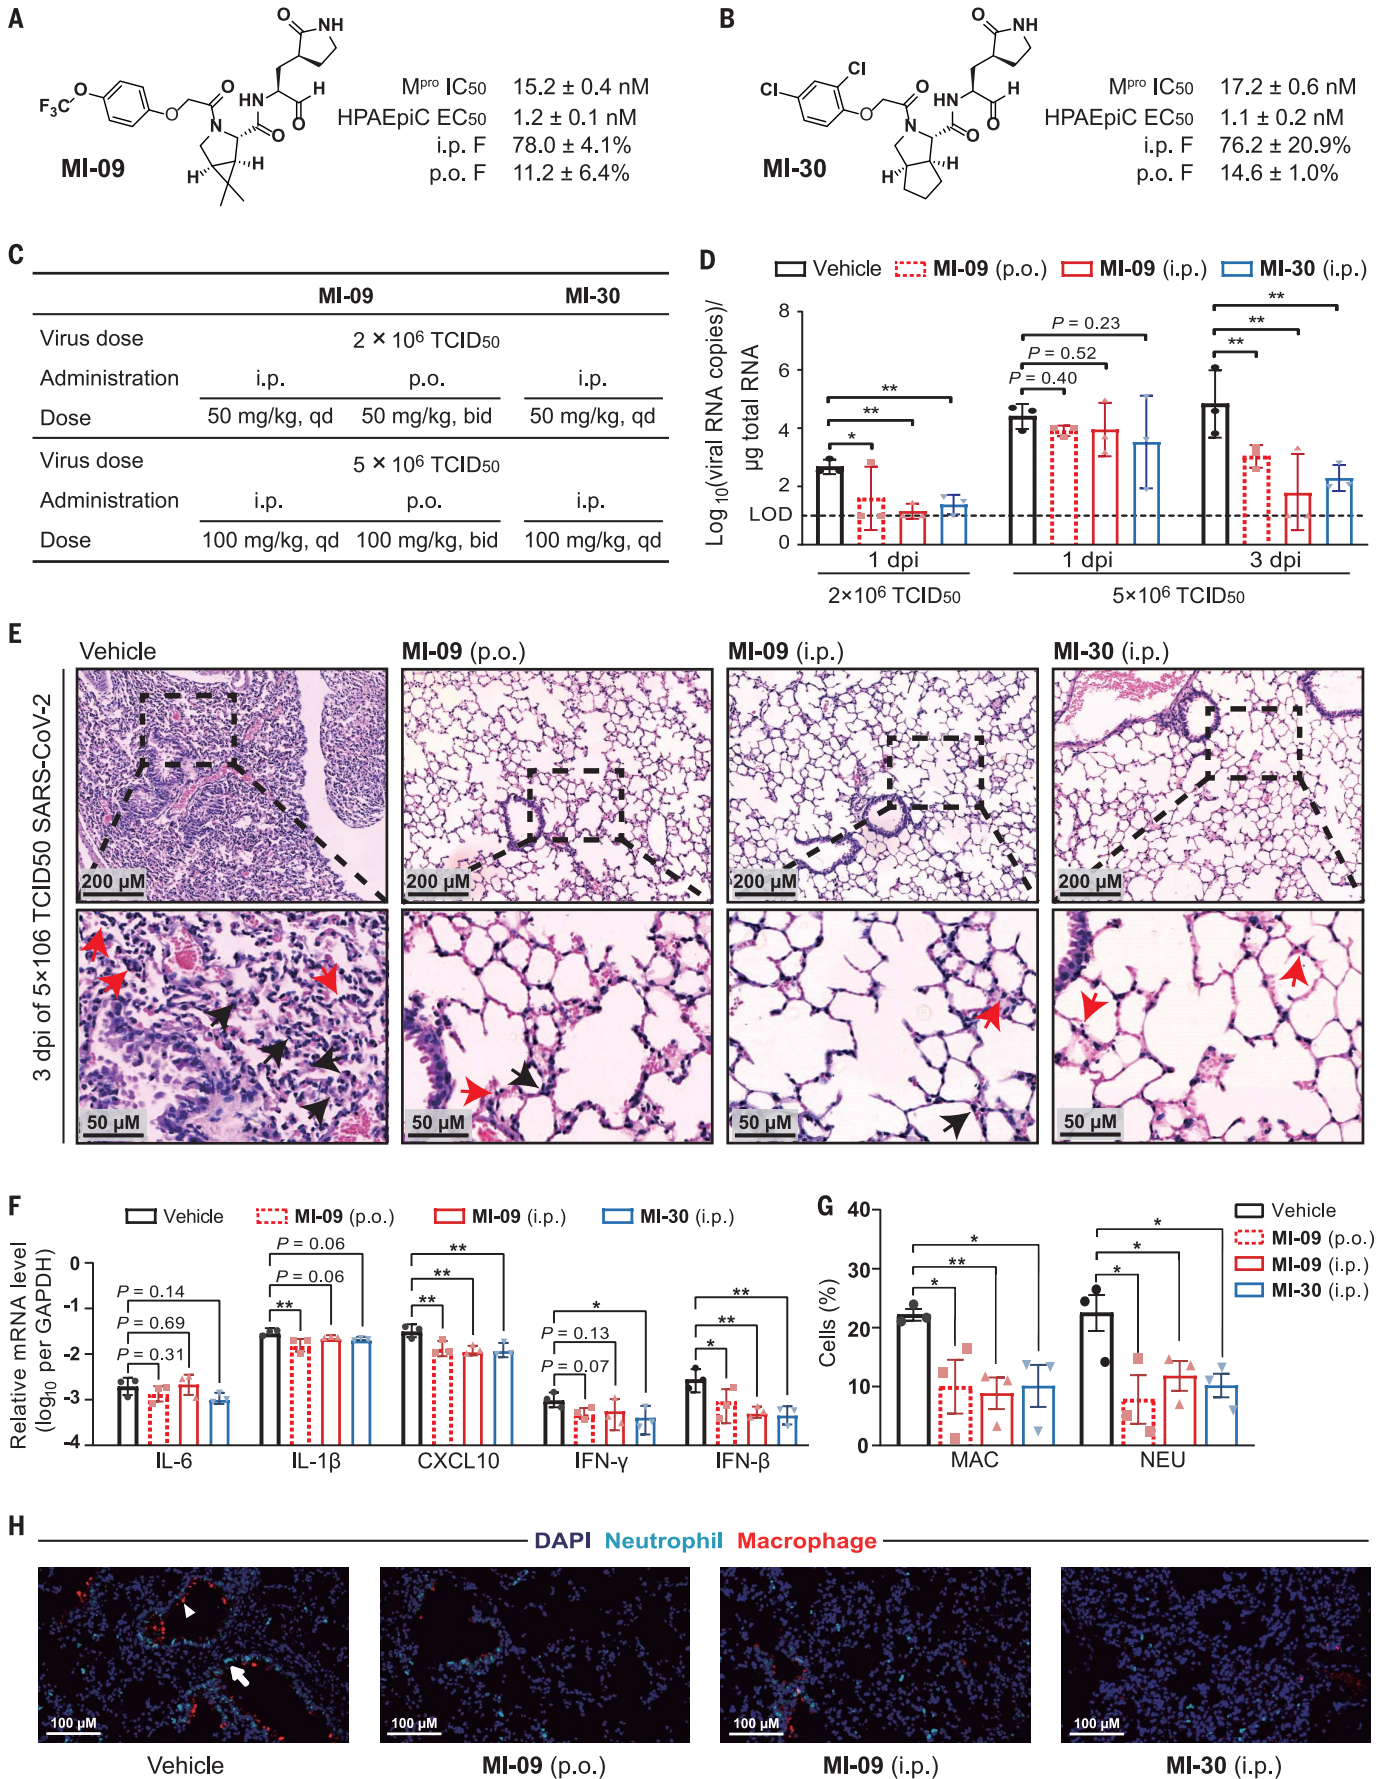 A
O
NH
O
F₃C
O
O
HN
H
N
O
O
H
H
MI-09
Mᵖʳᵒ IC₅₀ 15.2 ± 0.4 nM
HPAEpiC EC₅₀ 1.2 ± 0.1 nM
i.p. F 78.0 ± 4.1%
p.o. F 11.2 ± 6.4%
B
O
NH
Cl
Cl
O
O
HN
H
N
O
O
H
H
MI-30
Mᵖʳᵒ IC₅₀ 17.2 ± 0.6 nM
HPAEpiC EC₅₀ 1.1 ± 0.2 nM
i.p. F 76.2 ± 20.9%
p.o. F 14.6 ± 1.0%
C
MI-09 MI-30
Virus dose 2 × 10⁶ TCID₅₀
Administration i.p. p.o. i.p.
Dose 50 mg/kg, qd 50 mg/kg, bid 50 mg/kg, qd
Virus dose 5 × 10⁶ TCID₅₀
Administration i.p. p.o. i.p.
Dose 100 mg/kg, qd 100 mg/kg, bid 100 mg/kg, qd
D
Vehicle MI-09 (p.o.) MI-09 (i.p.) MI-30 (i.p.)
Log₁₀(viral RNA copies)/
µg total RNA
8
6
4
2
LOD
0
**
**
*
P = 0.23
P = 0.52
P = 0.40
**
**
**
1 dpi 1 dpi 3 dpi
2×10⁶ TCID₅₀ 5×10⁶ TCID₅₀
E
3 dpi of 5×106 TCID50 SARS-CoV-2
Vehicle MI-09 (p.o.) MI-09 (i.p.) MI-30 (i.p.)
200 µM 200 µM 200 µM 200 µM
50 µM 50 µM 50 µM 50 µM
F
Vehicle MI-09 (p.o.) MI-09 (i.p.) MI-30 (i.p.)
Relative mRNA level
(log₁₀ per GAPDH)
0
-1
-2
-3
-4
P = 0.14
P = 0.69
P = 0.31
P = 0.06
P = 0.06
**
**
**
**
*
P = 0.13
P = 0.07
**
**
*
IL-6 IL-1β CXCL10 IFN-γ IFN-β
G
Vehicle
MI-09 (p.o.)
MI-09 (i.p.)
MI-30 (i.p.)
Cells (%)
40
30
20
10
0
*
**
*
*
*
*
MAC NEU
H
DAPI Neutrophil Macrophage
100 µM 100 µM 100 µM 100 µM
Vehicle MI-09 (p.o.) MI-09 (i.p.) MI-30 (i.p.)